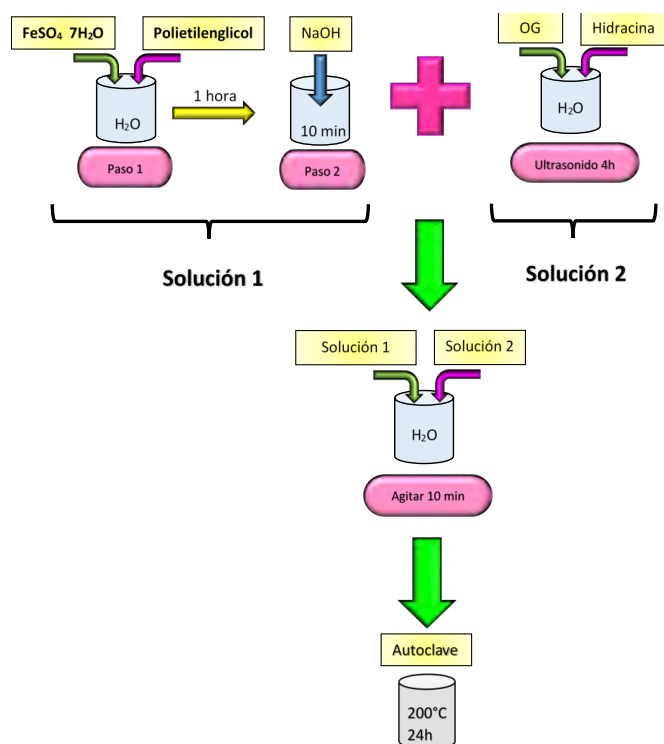 FeSO₄ 7H₂O
Polietilenglicol
NaOH
OG
Hidracina
1 hora
H₂O
10 min
H₂O
Paso 1
Paso 2
Ultrasonido 4h
Solución 1
Solución 2
Solución 1
Solución 2
H₂O
Agitar 10 min
Autoclave
200°C
24h